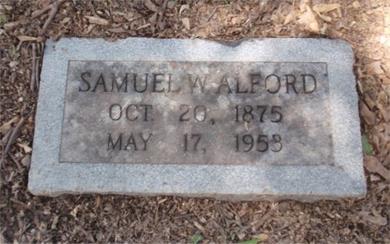 SAMUEL W. ALFORD
OCT. 20, 1875
MAY 17, 1953